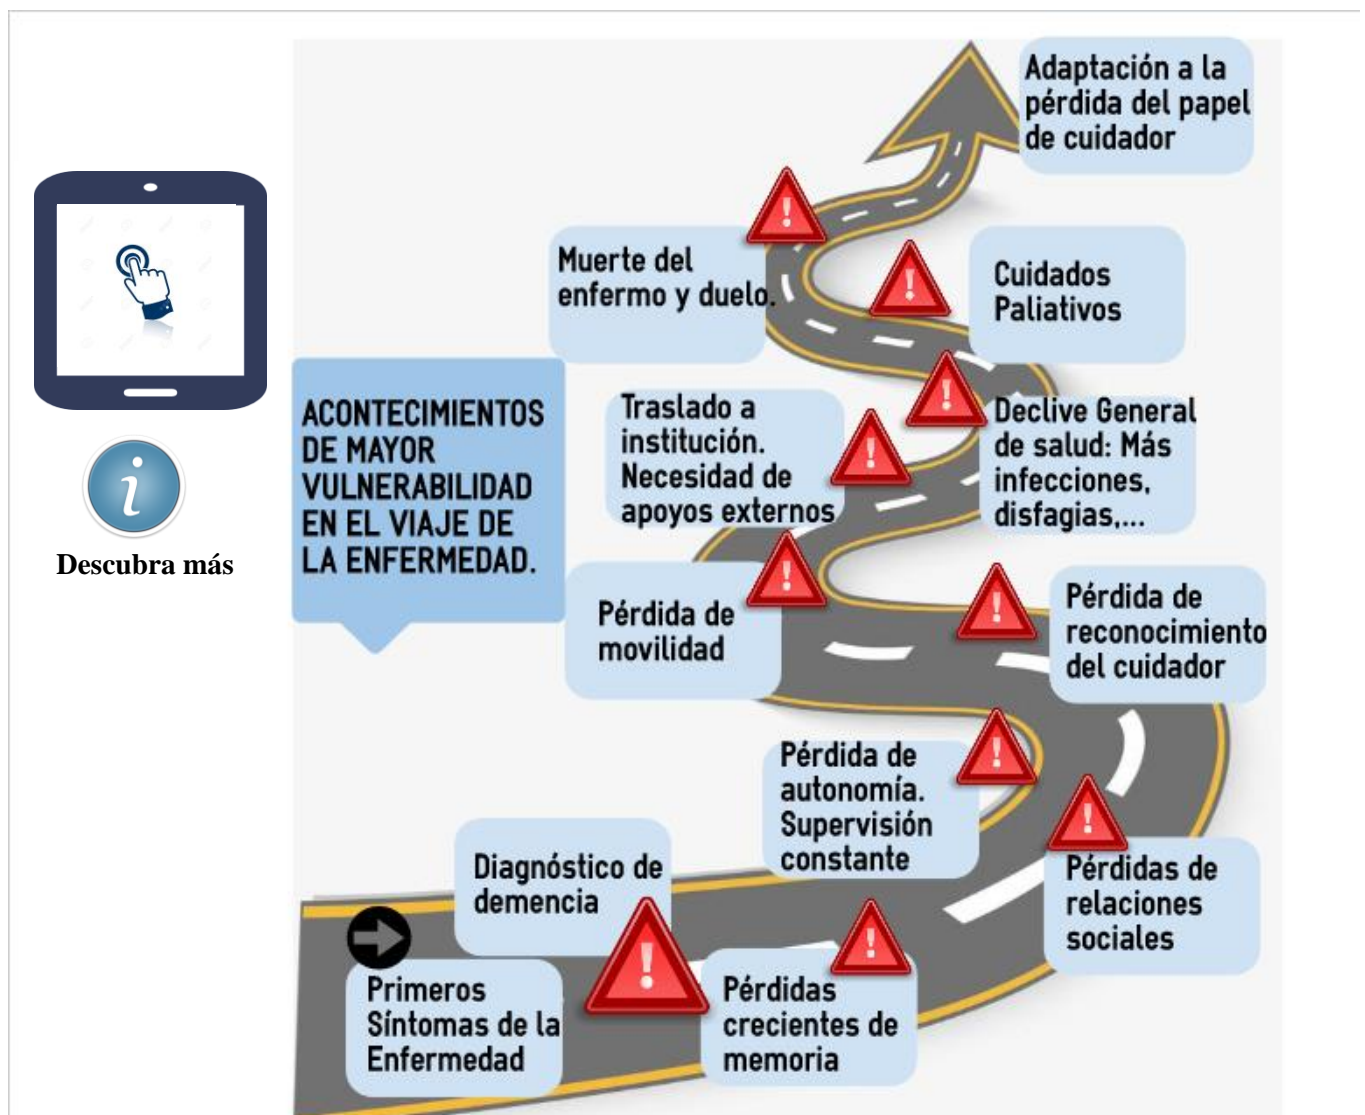 Adaptación a la
pérdida del papel
de cuidador
Muerte del
enfermo y duelo.
Cuidados
Paliativos
ACONTECIMIENTOS
DE MAYOR
VULNERABILIDAD
EN EL VIAJE DE
LA ENFERMEDAD.
Traslado a
institución.
Necesidad de
apoyos externos
Declive General
de salud: Más
infecciones,
disfagias,...
i
Descubra más
Pérdida de
movilidad
Pérdida de
reconocimiento
del cuidador
Pérdida de
autonomía.
Supervisión
constante
Pérdidas de
relaciones
sociales
Diagnóstico de
demencia
Primeros
Síntomas de la
Enfermedad
Pérdidas
crecientes de
memoria